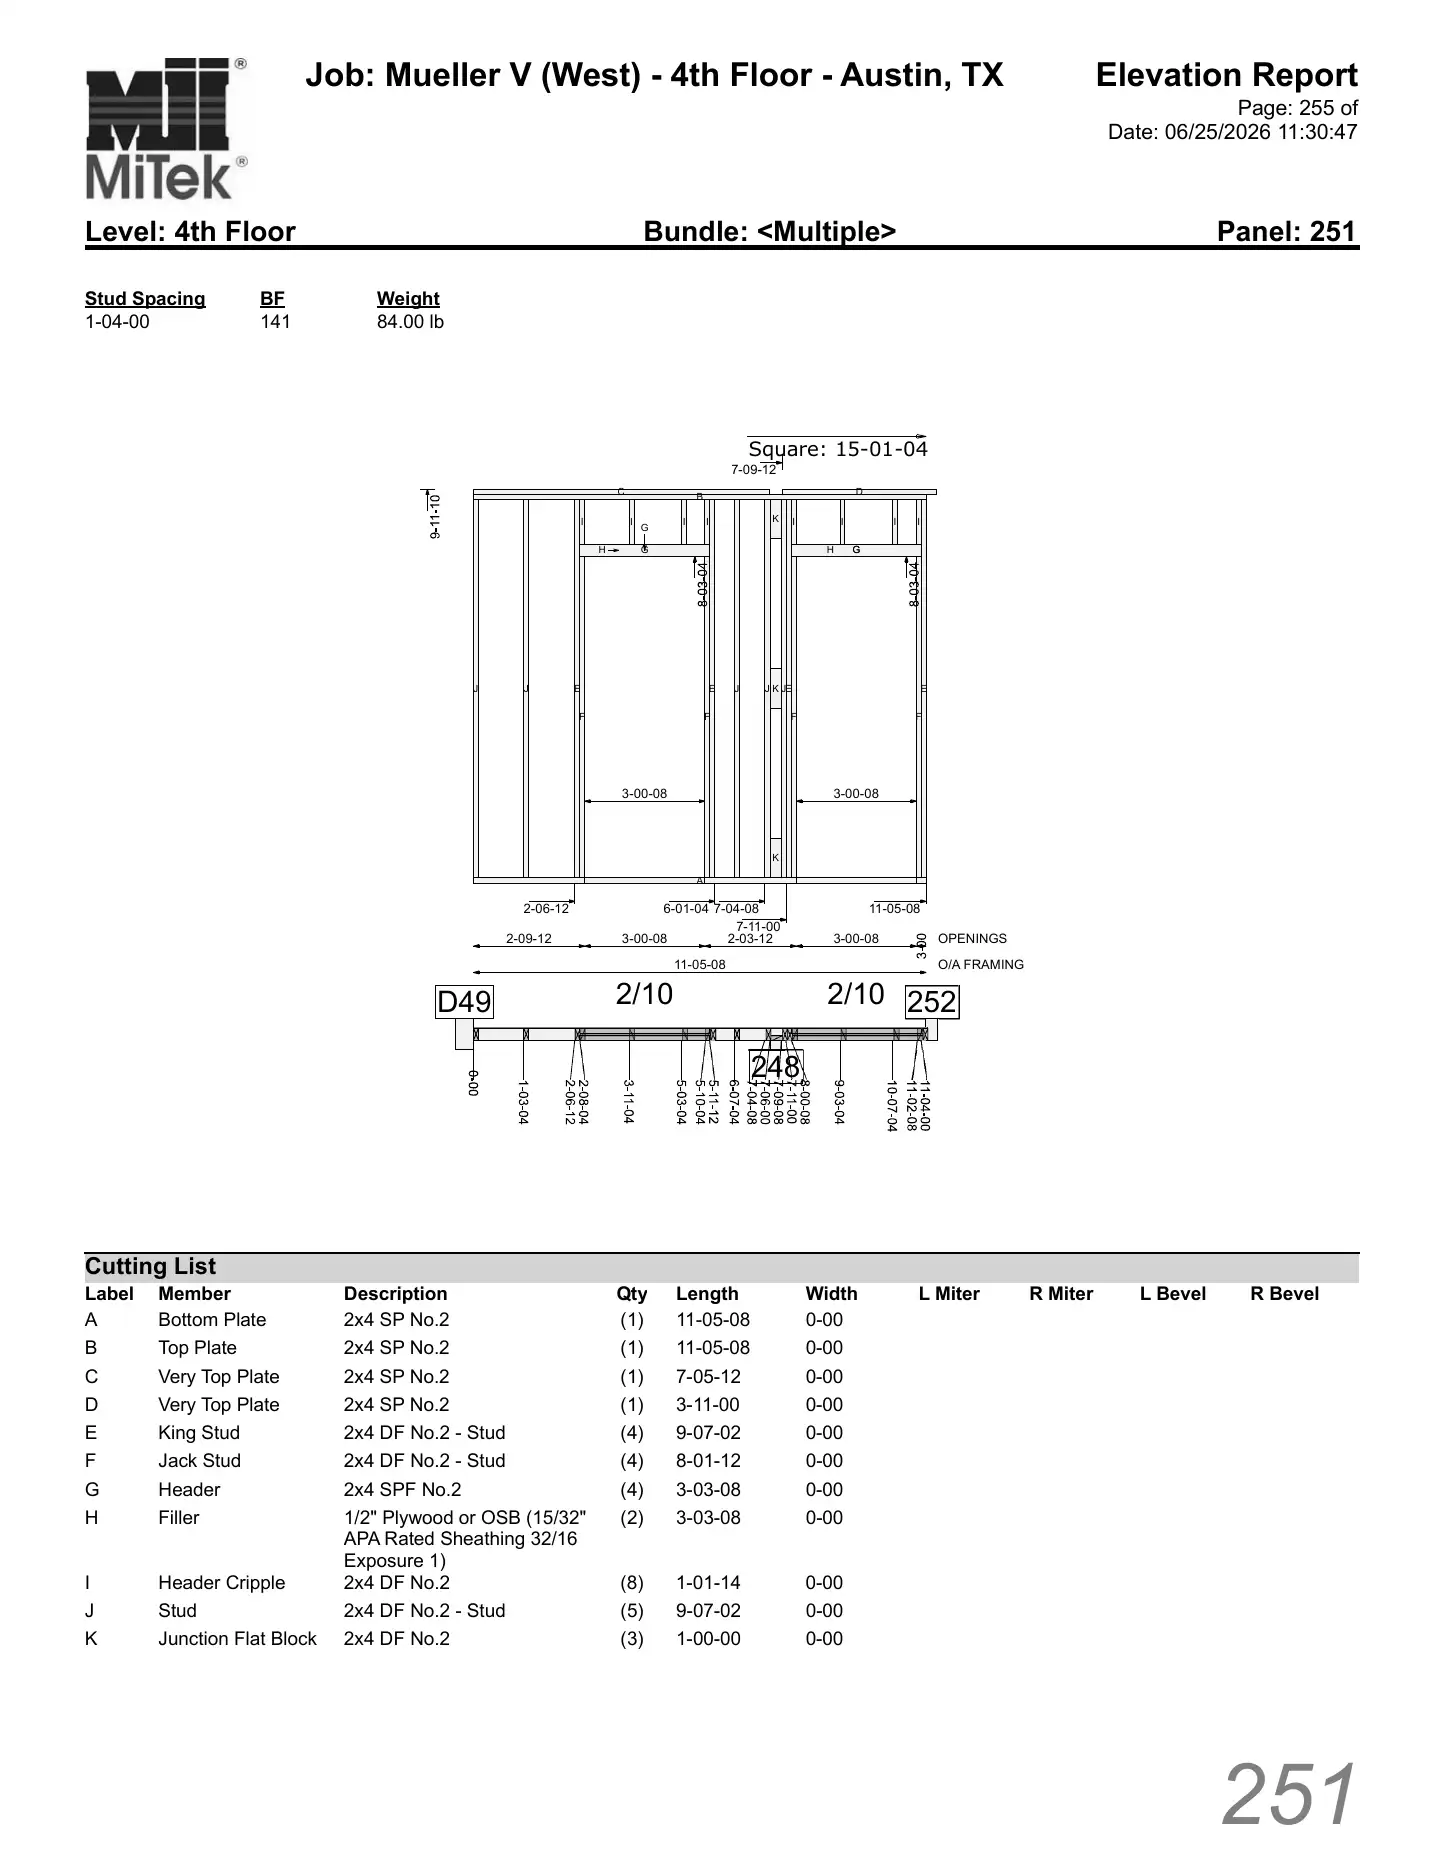 MiTek®
Job: Mueller V (West) - 4th Floor - Austin, TX
Elevation Report
Page: 255 of
Date: 06/25/2026 11:30:47
Level: 4th Floor Bundle: <Multiple> Panel: 251
Stud Spacing BF Weight
1-04-00 141 84.00 lb
Square: 15-01-04
7-09-12
9-11-10
C B D
I I I I K I I I I
G
H G H G
8-03-04 8-03-04
J J E E J J K J E E
F F F F
3-00-08 3-00-08
K
A
2-06-12 6-01-04 7-04-08 11-05-08
7-11-00
2-09-12 3-00-08 2-03-12 3-00-08 3-00 OPENINGS
11-05-08 O/A FRAMING
D49 2/10 2/10 252
248
0-00 1-03-04 2-06-12 2-08-04 3-11-04 5-03-04 5-10-04 5-11-12 6-07-04 7-04-08 7-06-00 7-09-08 7-11-00 8-00-08 9-03-04 10-07-04 11-02-08 11-04-00
Cutting List
Label Member Description Qty Length Width L Miter R Miter L Bevel R Bevel
A Bottom Plate 2x4 SP No.2 (1) 11-05-08 0-00
B Top Plate 2x4 SP No.2 (1) 11-05-08 0-00
C Very Top Plate 2x4 SP No.2 (1) 7-05-12 0-00
D Very Top Plate 2x4 SP No.2 (1) 3-11-00 0-00
E King Stud 2x4 DF No.2 - Stud (4) 9-07-02 0-00
F Jack Stud 2x4 DF No.2 - Stud (4) 8-01-12 0-00
G Header 2x4 SPF No.2 (4) 3-03-08 0-00
H Filler 1/2" Plywood or OSB (15/32" (2) 3-03-08 0-00
APA Rated Sheathing 32/16
Exposure 1)
I Header Cripple 2x4 DF No.2 (8) 1-01-14 0-00
J Stud 2x4 DF No.2 - Stud (5) 9-07-02 0-00
K Junction Flat Block 2x4 DF No.2 (3) 1-00-00 0-00
251